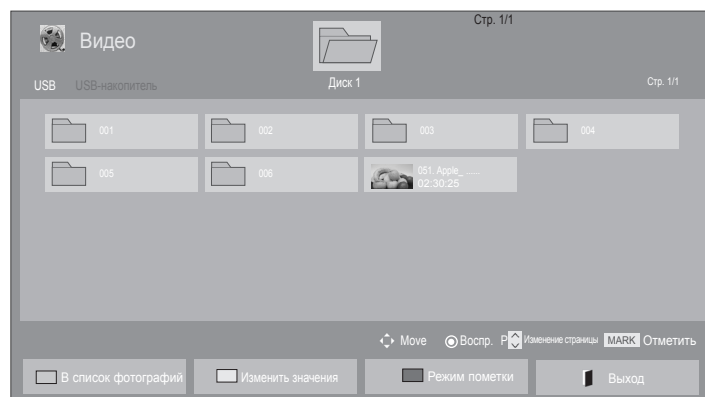 Стр. 1/1
Видео
Диск 1
USB USB-накопитель
Стр. 1/1
001 002 003 004
005 006 051. Apple_ ......
02:30:25
Move Воспр. P Изменение страницы MARK Отметить
В список фотографий Изменить значения Режим пометки Выход